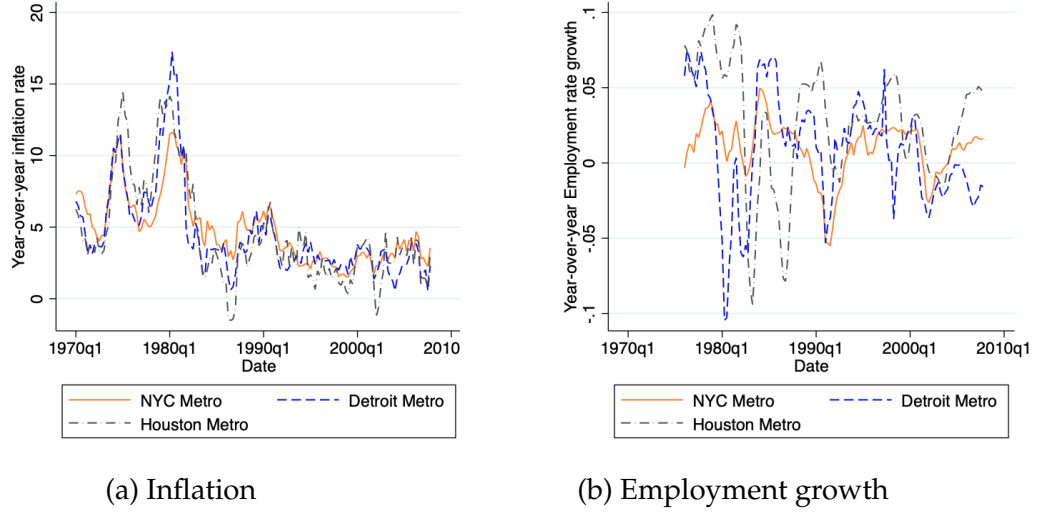 Year-over-year inflation rate
20
15
10
5
0
1970q1 1980q1 1990q1 2000q1 2010
Date
NYC Metro Detroit Metro
Houston Metro
(a) Inflation
Year-over-year Employment rate growth
.1
.05
0
-.05
-.1
1970q1 1980q1 1990q1 2000q1 2010q1
Date
NYC Metro Detroit Metro
Houston Metro
(b) Employment growth